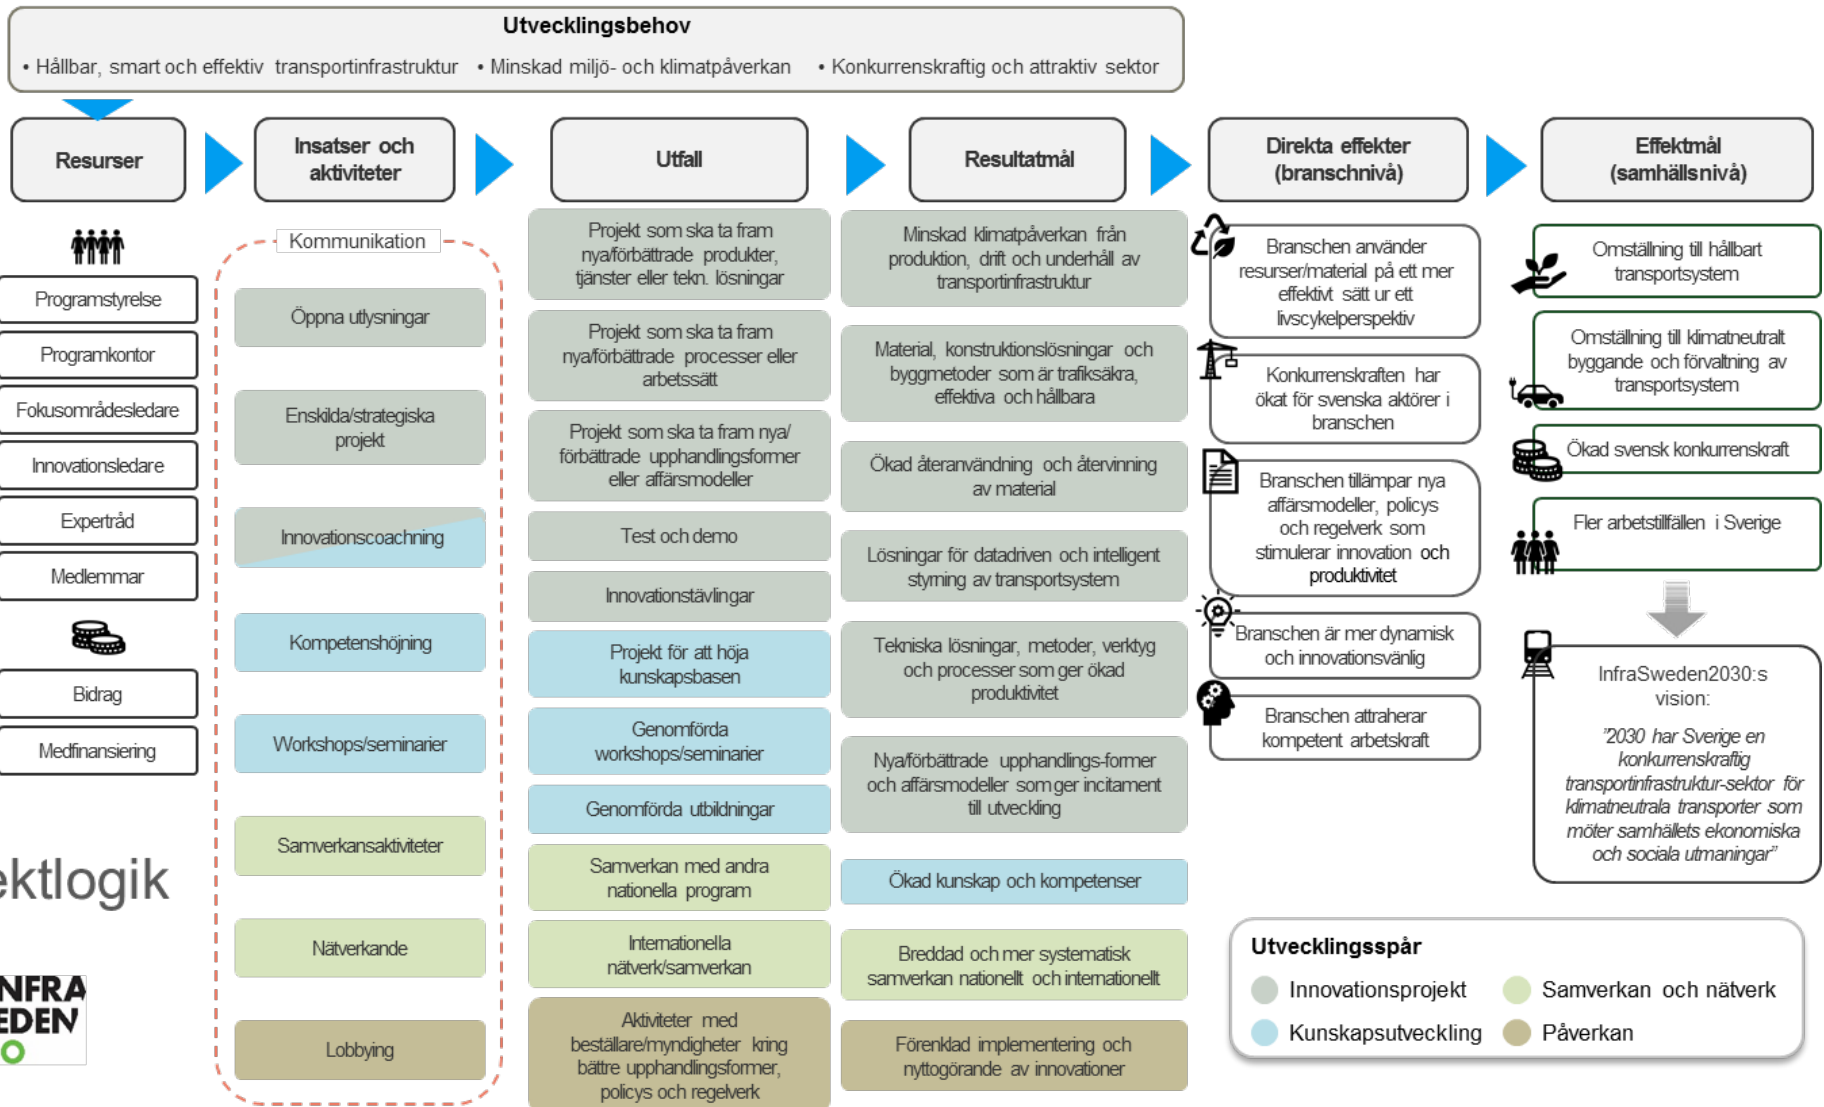 Utvecklingsbehov
• Hållbar, smart och effektiv transportinfrastruktur • Minskad miljö- och klimatpåverkan • Konkurrenskraftig och attraktiv sektor
Resurser
Programstyrelse
Programkontor
Fokusområdesledare
Innovationsledare
Expertråd
Medlemmar
Bidrag
Medfinansiering
ektlogik
NFRA
EDEN
Insatser och
aktiviteter
Kommunikation
Öppna utlysningar
Enskilda/strategiska
projekt
Innovationscoachning
Kompetenshöjning
Workshops/seminarier
Samverkansaktiviteter
Nätverkande
Lobbying
Utfall
Projekt som ska ta fram
nya/förbättrade produkter,
tjänster eller tekn. lösningar
Projekt som ska ta fram
nya/förbättrade processer eller
arbetssätt
Projekt som ska ta fram nya/
förbättrade upphandlingsformer
eller affärsmodeller
Test och demo
Innovationstävlingar
Projekt för att höja
kunskapsbasen
Genomförda
workshops/seminarier
Genomförda utbildningar
Samverkan med andra
nationella program
Internationella
nätverk/samverkan
Aktiviteter med
beställare/myndigheter kring
bättre upphandlingsformer,
policys och regelverk
Resultatmål
Minskad klimatpåverkan från
produktion, drift och underhåll av
transportinfrastruktur
Material, konstruktionslösningar och
byggmetoder som är trafiksäkra,
effektiva och hållbara
Ökad återanvändning och återvinning
av material
Lösningar för datadriven och intelligent
styrning av transportsystem
Tekniska lösningar, metoder, verktyg
och processer som ger ökad
produktivitet
Nya/förbättrade upphandlings-former
och affärsmodeller som ger incitament
till utveckling
Ökad kunskap och kompetenser
Breddad och mer systematisk
samverkan nationellt och internationellt
Förenklad implementering och
nyttogörande av innovationer
Direkta effekter
(branschnivå)
Branschen använder
resurser/material på ett mer
effektivt sätt ur ett
livscykelperspektiv
Konkurrenskraften har
ökat för svenska aktörer i
branschen
Branschen tillämpar nya
affärsmodeller, policys
och regelverk som
stimulerar innovation och
produktivitet
Branschen är mer dynamisk
och innovationsvänlig
Branschen attraherar
kompetent arbetskraft
Effektmål
(samhällsnivå)
Omställning till hållbart
transportsystem
Omställning till klimatneutralt
byggande och förvaltning av
transportsystem
Ökad svensk konkurrenskraft
Fler arbetstillfällen i Sverige
InfraSweden2030:s
vision:
”2030 har Sverige en
konkurrenskraftig
transportinfrastruktur-sektor för
klimatneutrala transporter som
möter samhällets ekonomiska
och sociala utmaningar”
Utvecklingsspår
Innovationsprojekt
Samverkan och nätverk
Kunskapsutveckling
Påverkan